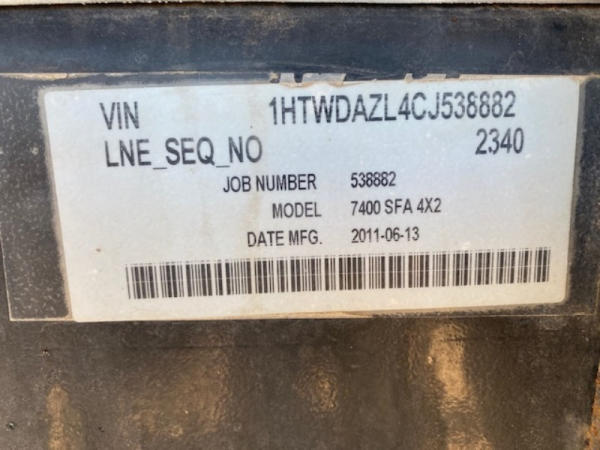 VIN 1HTWDAZL4CJ538882
LNE_SEQ_NO 2340
JOB NUMBER 538882
MODEL 7400 SFA 4X2
DATE MFG. 2011-06-13